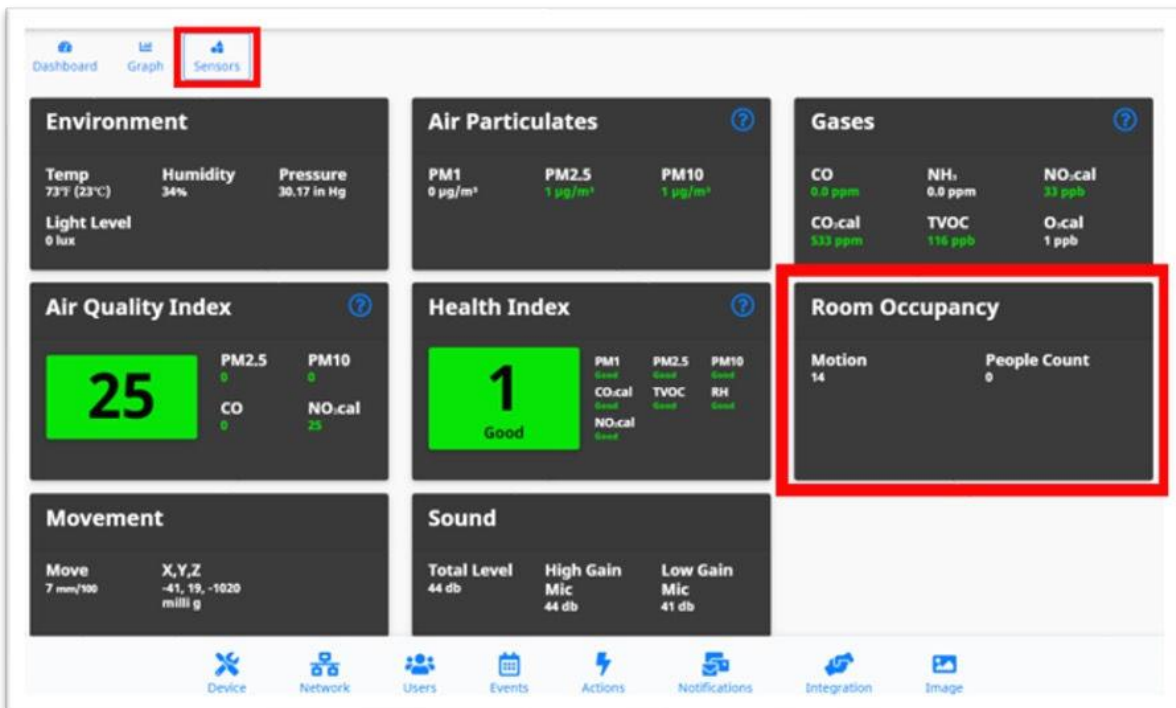 Dashboard Graph Sensors
Environment
Temp Humidity Pressure
73°F (23°C) 34% 30.17 in Hg
Light Level
0 lux
Air Particulates
PM1 PM2.5 PM10
0 µg/m³ 1 µg/m³ 1 µg/m³
Gases
CO NH₃ NO₂cal
0.0 ppm 0.0 ppm 33 ppb
CO₂cal TVOC O₃cal
533 ppm 116 ppb 1 ppb
Air Quality Index
25
PM2.5 PM10
0 0
CO NO₂cal
0 25
Health Index
1
Good
PM1 PM2.5 PM10
Good Good Good
CO₂cal TVOC RH
Good Good Good
NO₂cal
Good
Room Occupancy
Motion People Count
14 0
Movement
Move X,Y,Z
7 mm/100 -41, 19, -1020
milli g
Sound
Total Level High Gain Low Gain
44 db Mic Mic
44 db 41 db
Device Network Users Events Actions Notifications Integration Image